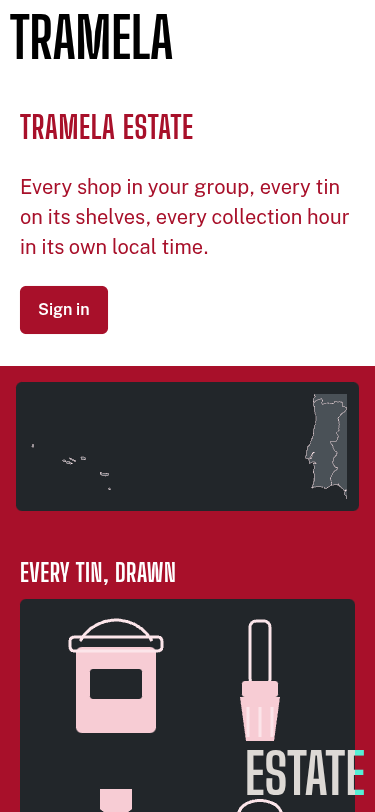 TRAMELA
TRAMELA ESTATE
Every shop in your group, every tin
on its shelves, every collection hour
in its own local time.
Sign in
EVERY TIN, DRAWN
ESTATE